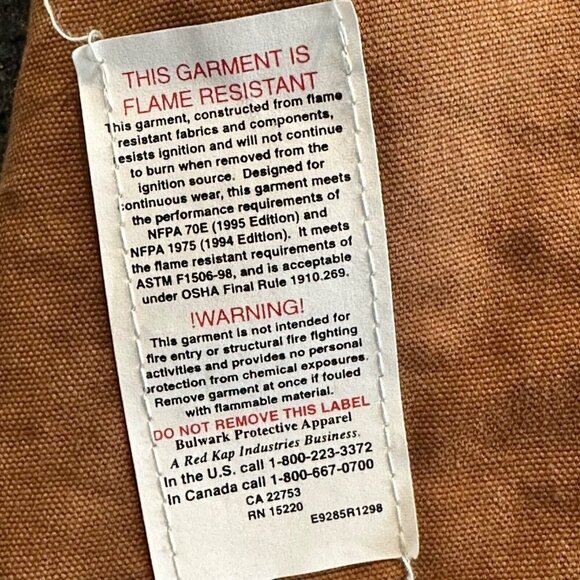 THIS GARMENT IS
FLAME RESISTANT
This garment, constructed from flame
resistant fabrics and components,
esists ignition and will not continue
to burn when removed from the
ignition source. Designed for
continuous wear, this garment meets
the performance requirements of
NFPA 70E (1995 Edition) and
NFPA 1975 (1994 Edition). It meets
the flame resistant requirements of
ASTM F1506-98, and is acceptable
under OSHA Final Rule 1910.269.
!WARNING!
This garment is not intended for
fire entry or structural fire fighting
activities and provides no personal
protection from chemical exposures.
Remove garment at once if fouled
with flammable material.
DO NOT REMOVE THIS LABEL
Bulwark Protective Apparel
A Red Kap Industries Business.
In the U.S. call 1-800-223-3372
In Canada call 1-800-667-0700
CA 22753
RN 15220
E9285R1298